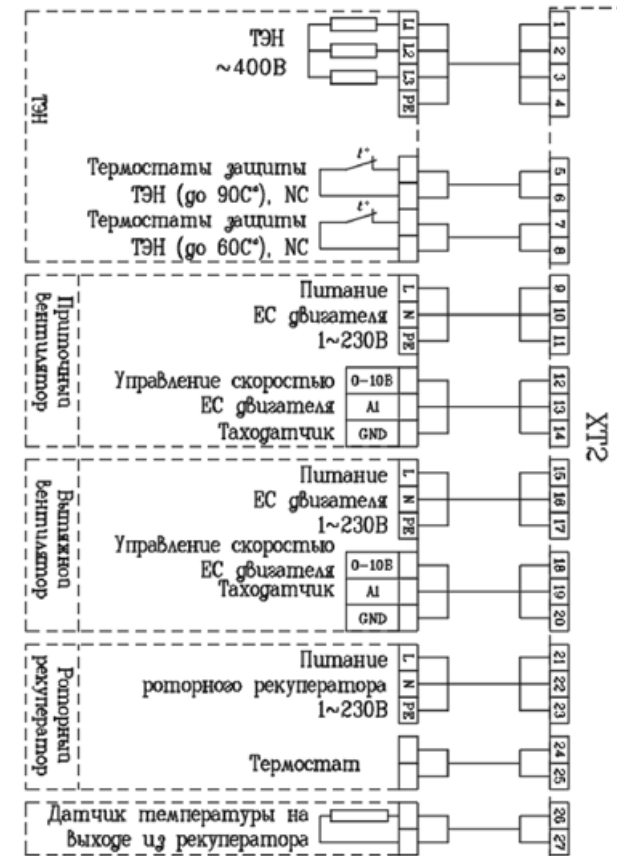 ТЭН
ТЭН
~400В
L1
L2
L3
PE
1
2
3
4
Термостаты защиты
ТЭН (до 90С°), NC
t°
5
6
Термостаты защиты
ТЭН (до 60С°), NC
t°
7
8
Приточный
вентилятор
Питание
ЕС двигателя
1~230В
L
N
PE
9
10
11
Управление скоростью
ЕС двигателя
Таходатчик
0-10В
A1
GND
12
13
14
XT2
Вытяжной
вентилятор
Питание
ЕС двигателя
1~230В
L
N
PE
15
16
17
Управление скоростью
ЕС двигателя
Таходатчик
0-10В
A1
GND
18
19
20
Роторный
рекуператор
Питание
роторного рекуператора
1~230В
L
N
PE
21
22
23
Термостат
24
25
Датчик температуры на
выходе из рекуператора
26
27